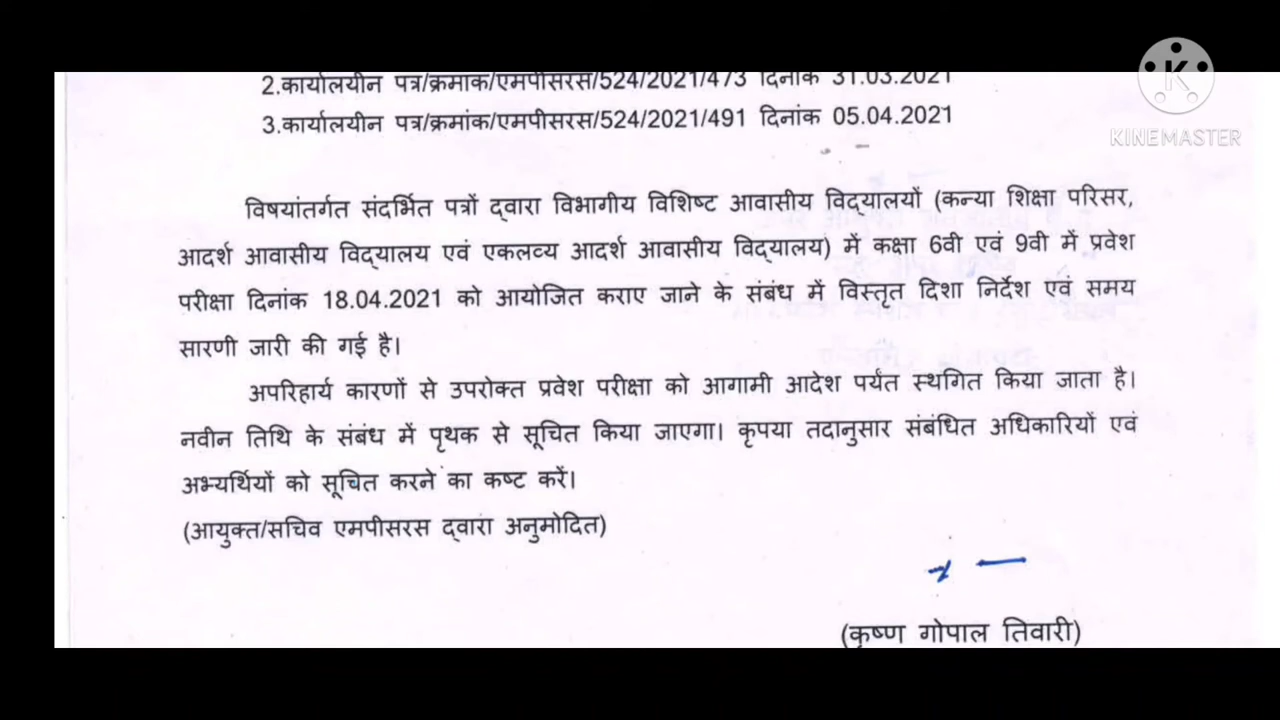 2.कार्यालयीन पत्र/क्रमांक/एमपीसरस/524/2021/473 दिनांक 31.03.2021
3.कार्यालयीन पत्र/क्रमांक/एमपीसरस/524/2021/491 दिनांक 05.04.2021
KINEMASTER
विषयांतर्गत संदर्भित पत्रों द्वारा विभागीय विशिष्ट आवासीय विद्यालयों (कन्या शिक्षा परिसर,
आदर्श आवासीय विद्यालय एवं एकलव्य आदर्श आवासीय विद्यालय) में कक्षा 6वी एवं 9वी में प्रवेश
परीक्षा दिनांक 18.04.2021 को आयोजित कराए जाने के संबंध में विस्तृत दिशा निर्देश एवं समय
सारणी जारी की गई है।
अपरिहार्य कारणों से उपरोक्त प्रवेश परीक्षा को आगामी आदेश पर्यंत स्थगित किया जाता है।
नवीन तिथि के संबंध में पृथक से सूचित किया जाएगा। कृपया तदानुसार संबंधित अधिकारियों एवं
अभ्यर्थियों को सूचित करने का कष्ट करें।
(आयुक्त/सचिव एमपीसरस द्वारा अनुमोदित)
(कृष्ण गोपाल तिवारी)